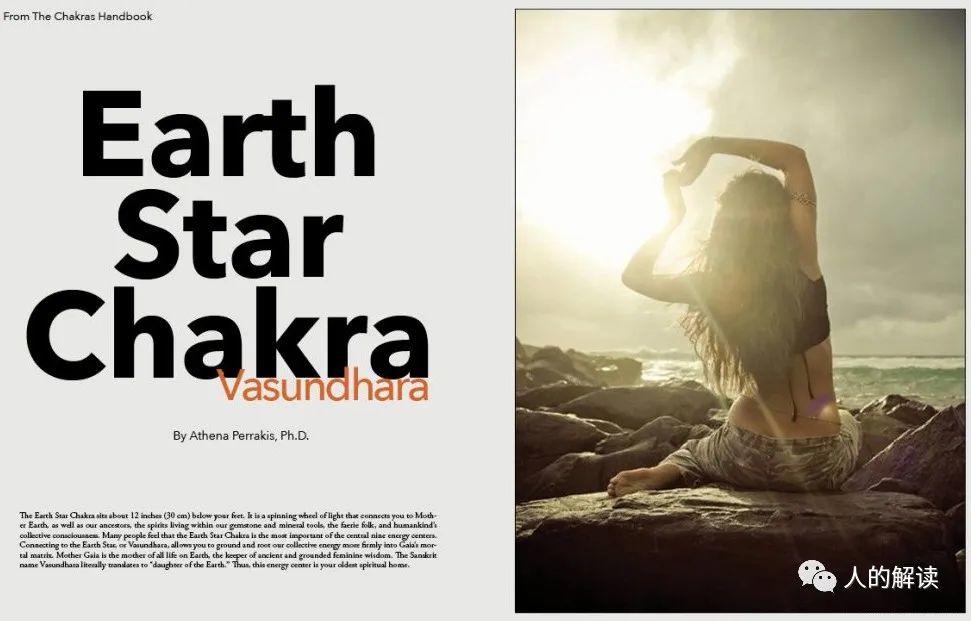 From The Chakras Handbook
Earth
Star
Chakra
Vasundhara
By Athena Perrakis, Ph.D.
The Earth Star Chakra sits about 12 inches (30 cm) below your feet. It is a spinning wheel of light that connects you to Moth-
er Earth, as well as our ancestors, the spirits living within our gemstone and mineral tools, the faerie folk, and humankind's
collective consciousness. Many people feel that the Earth Star Chakra is the most important of the central nine energy centers.
Connecting to the Earth Star, or Vasundhara, allows you to ground and root our collective energy more firmly into Gaia's mor-
tal matrix. Mother Gaia is the mother of all life on Earth, the keeper of ancient and grounded feminine wisdom. The Sanskrit
name Vasundhara literally translates to “daughter of the Earth.” Thus, this energy center is your oldest spiritual home.
人的解读